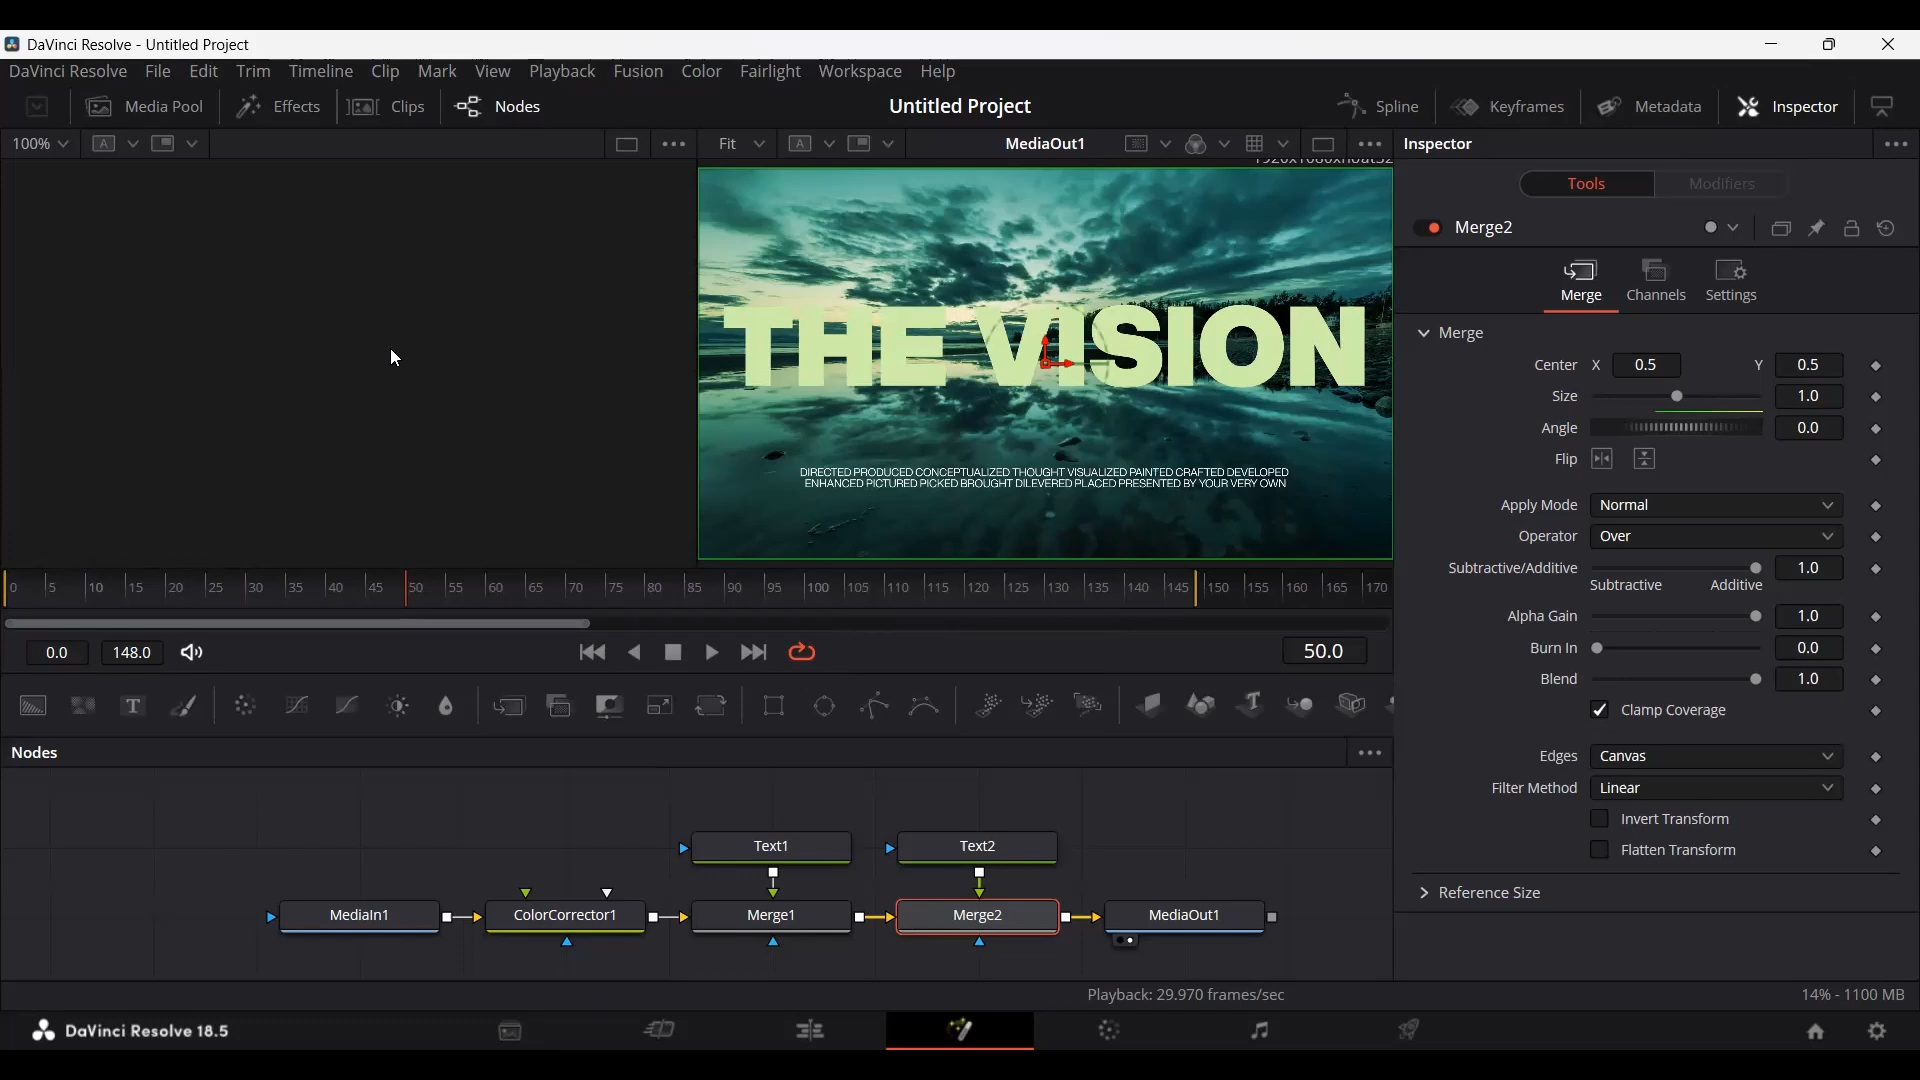 DaVinci Resolve - Untitled Project
DaVinci Resolve File Edit Trim Timeline Clip Mark View Playback Fusion Color Fairlight Workspace Help
Media Pool Effects Clips Nodes Untitled Project Spline Keyframes Metadata Inspector
100% A Fit A MediaOut1 Inspector
Tools Modifiers
Merge2
Merge Channels Settings
Merge
Center X 0.5 Y 0.5
Size 1.0
Angle 0.0
Flip
Apply Mode Normal
Operator Over
Subtractive/Additive 1.0
Subtractive Additive
Alpha Gain 1.0
Burn In 0.0
Blend 1.0
Clamp Coverage
Edges Canvas
Filter Method Linear
Invert Transform
Flatten Transform
Reference Size
THE VISION
DIRECTED PRODUCED CONCEPTUALIZED THOUGHT VISUALIZED PAINTED CRAFTED DEVELOPED
ENHANCED PICTURED PICKED BROUGHT DILEVERED PLACED PRESENTED BY YOUR VERY OWN
0 5 10 15 20 25 30 35 40 45 50 55 60 65 70 75 80 85 90 95 100 105 110 115 120 125 130 135 140 145 150 155 160 165 170
0.0 148.0 50.0
Nodes
Text1 Text2
MediaIn1 ColorCorrector1 Merge1 Merge2 MediaOut1
Playback: 29.970 frames/sec 14% - 1100 MB
DaVinci Resolve 18.5